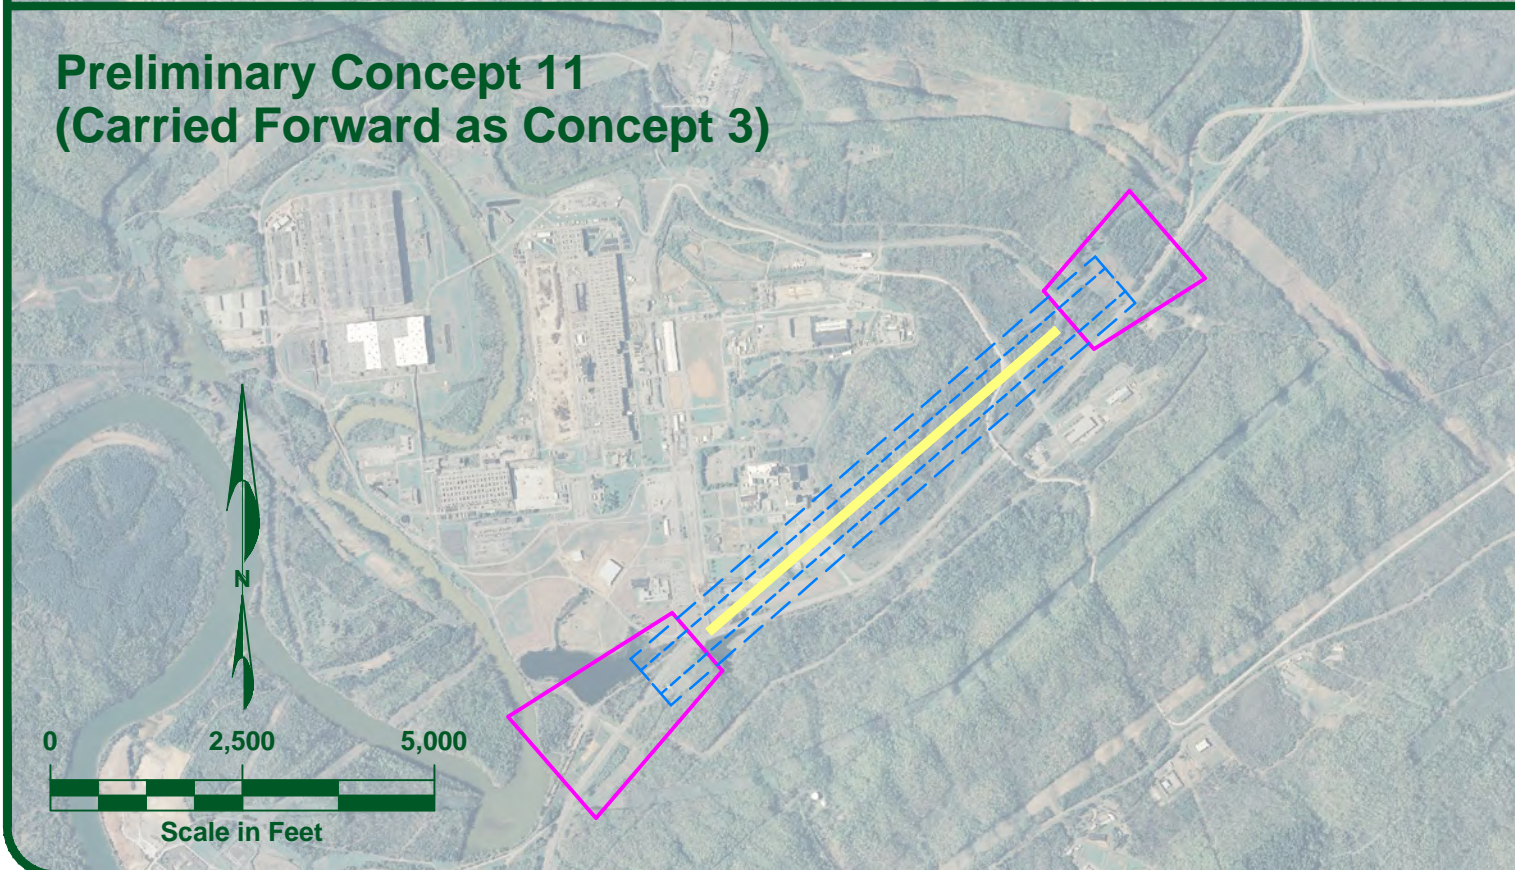 Preliminary Concept 11
(Carried Forward as Concept 3)
N
0 2,500 5,000
Scale in Feet